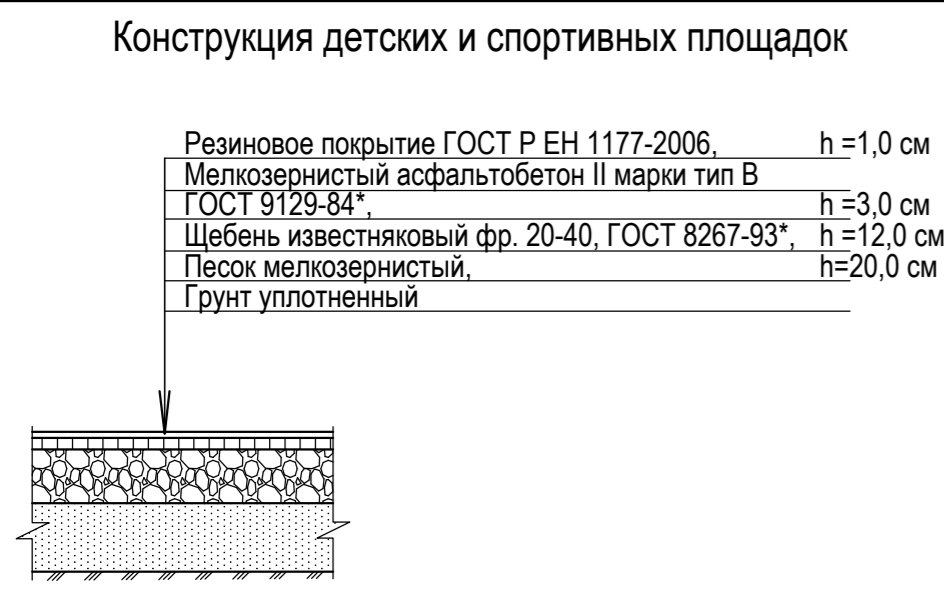 Конструкция детских и спортивных площадок
Резиновое покрытие ГОСТ Р ЕН 1177-2006, h =1,0 см
Мелкозернистый асфальтобетон II марки тип В
ГОСТ 9129-84*, h =3,0 см
Щебень известняковый фр. 20-40, ГОСТ 8267-93*, h =12,0 см
Песок мелкозернистый, h=20,0 см
Грунт уплотненный